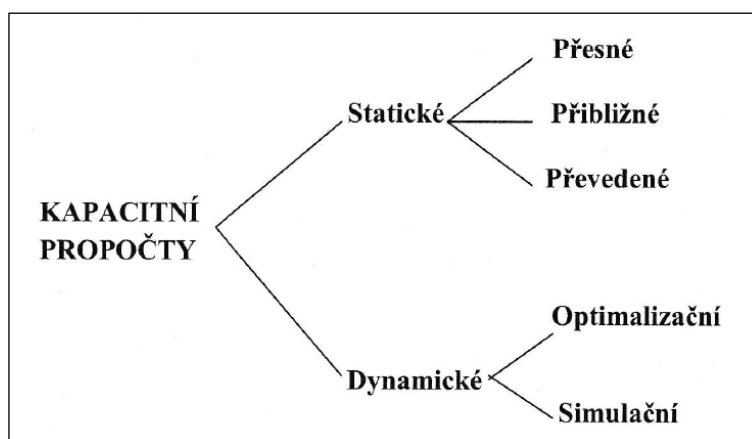 KAPACITNÍ
PROPOČTY
Statické
Přesné
Přibližné
Převedené
Dynamické
Optimalizační
Simulační